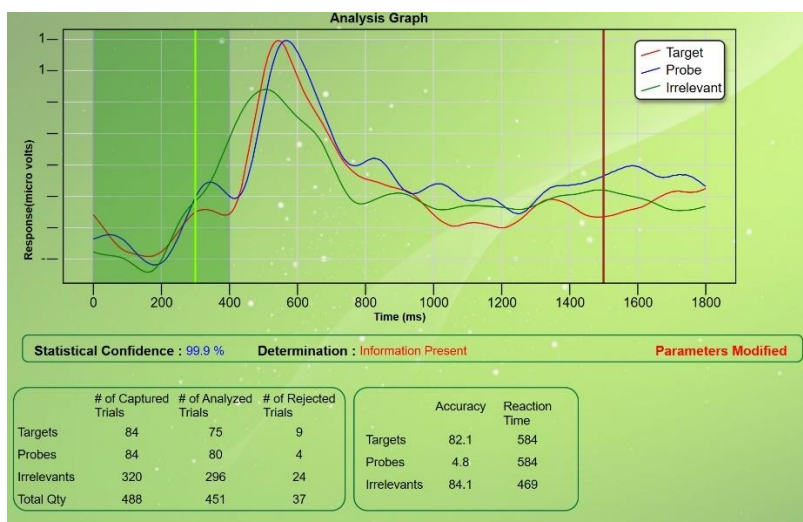 Analysis Graph
1
1
Response(micro volts)
Target
Probe
Irrelevant
0 200 400 600 800 1000 1200 1400 1600 1800
Time (ms)
Statistical Confidence : 99.9 % Determination : Information Present Parameters Modified
# of Captured Trials # of Analyzed Trials # of Rejected Trials
Targets 84 75 9
Probes 84 80 4
Irrelevants 320 296 24
Total Qty 488 451 37
Accuracy Reaction Time
Targets 82.1 584
Probes 4.8 584
Irrelevants 84.1 469